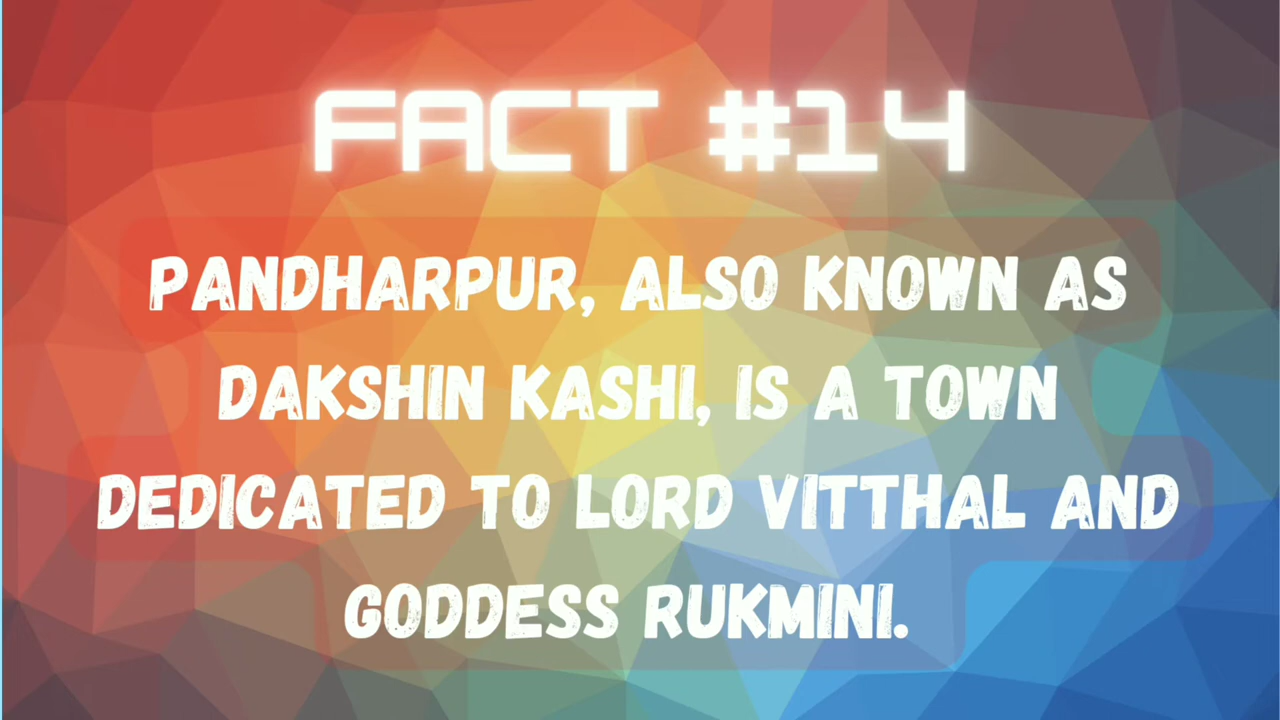 FACT #14
PANDHARPUR, ALSO KNOWN AS
DAKSHIN KASHI, IS A TOWN
DEDICATED TO LORD VITTHAL AND
GODDESS RUKMINI.